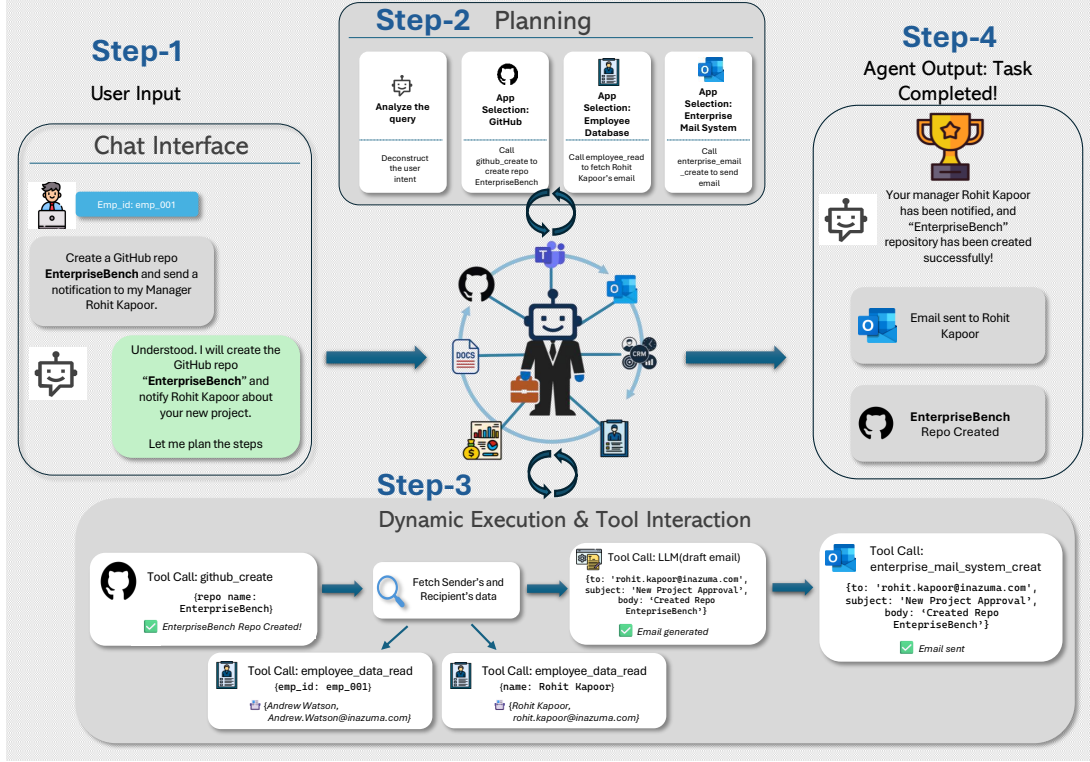 Step-1
User Input
Chat Interface
Emp_id: emp_001
Create a GitHub repo
EnterpriseBench and send a
notification to my Manager
Rohit Kapoor.
Understood. I will create the
GitHub repo
“EnterpriseBench” and
notify Rohit Kapoor about
your new project.
Let me plan the steps
Step-2 Planning
Analyze the
query
Deconstruct
the user
intent
App
Selection:
GitHub
Call
github_create to
create repo
EnterpriseBench
App
Selection:
Employee
Database
Call employee_read
to fetch Rohit
Kapoor's email
App
Selection:
Enterprise
Mail System
Call
enterprise_email
_create to send
email
DOCS
CRM
Step-4
Agent Output: Task
Completed!
Your manager Rohit Kapoor
has been notified, and
“EnterpriseBench”
repository has been created
successfully!
Email sent to Rohit
Kapoor
EnterpriseBench
Repo Created
Step-3
Dynamic Execution & Tool Interaction
Tool Call: github_create
{repo name:
EnterpriseBench}
EnterpriseBench Repo Created!
Fetch Sender's and
Recipient's data
Tool Call: employee_data_read
{emp_id: emp_001}
{Andrew Watson,
Andrew.Watson@inazuma.com}
Tool Call: employee_data_read
{name: Rohit Kapoor}
{Rohit Kapoor,
rohit.kapoor@inazuma.com}
Tool Call: LLM(draft email)
{to: 'rohit.kapoor@inazuma.com',
subject: 'New Project Approval',
body: ‘Created Repo
EntepriseBench’}
Email generated
Tool Call:
enterprise_mail_system_creat
{to: 'rohit.kapoor@inazuma.com',
subject: 'New Project Approval’,
body: ‘Created Repo
EntepriseBench’}
Email sent